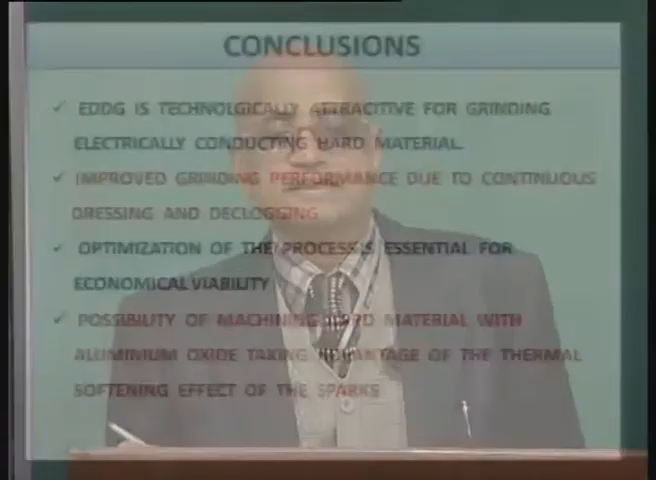 CONCLUSIONS
✓ EDDG IS TECHNOLGICALLY ATTRACITIVE FOR GRINDING
ELECTRICALLY CONDUCTING HARD MATERIAL.
✓ IMPROVED GRINDING PERFORMANCE DUE TO CONTINUOUS
DRESSING AND DECLOGGING
✓ OPTIMIZATION OF THE PROCESS IS ESSENTIAL FOR
ECONOMICAL VIABILITY
✓ POSSIBILITY OF MACHINING HARD MATERIAL WITH
ALUMINIUM OXIDE TAKING ADVANTAGE OF THE THERMAL
SOFTENING EFFECT OF THE SPARKS